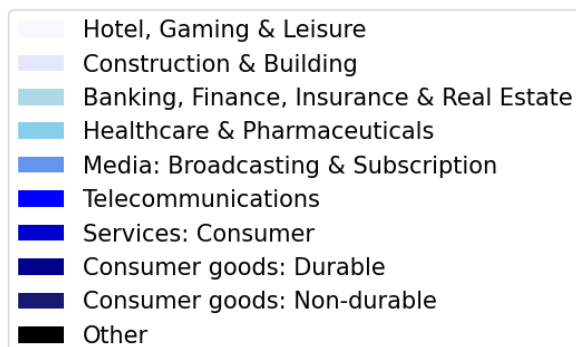 Hotel, Gaming & Leisure
Construction & Building
Banking, Finance, Insurance & Real Estate
Healthcare & Pharmaceuticals
Media: Broadcasting & Subscription
Telecommunications
Services: Consumer
Consumer goods: Durable
Consumer goods: Non-durable
Other